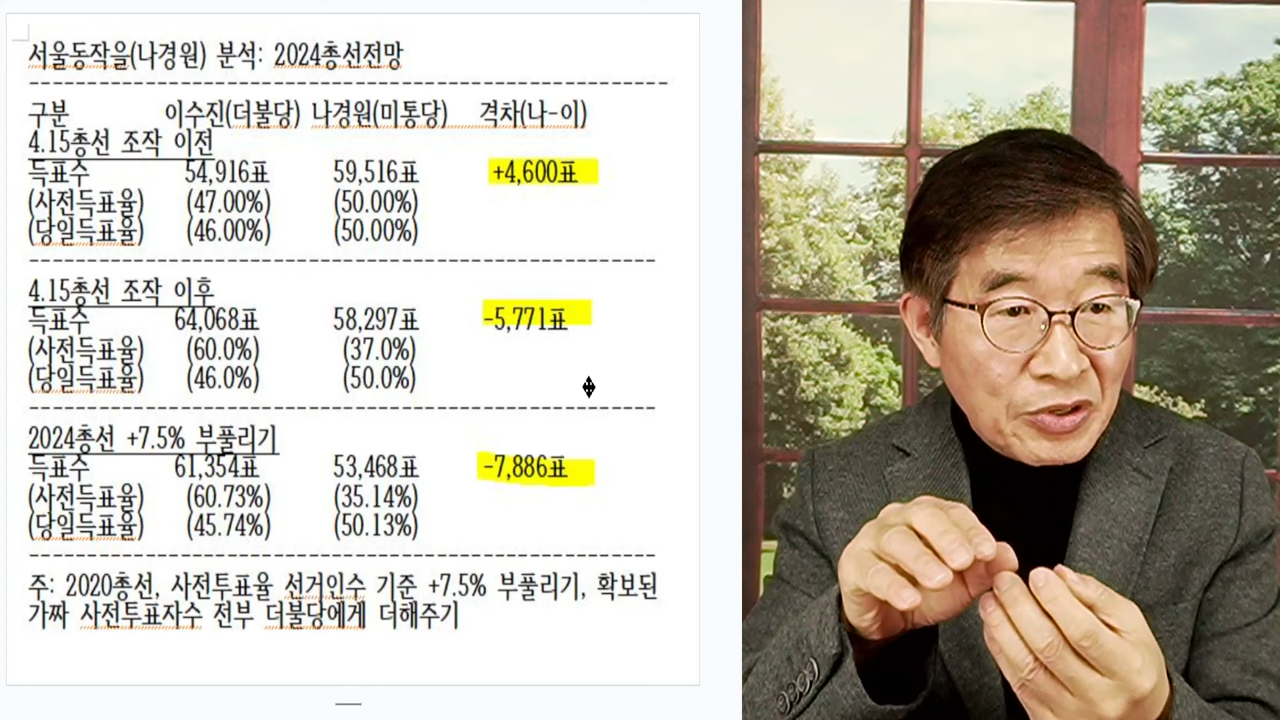 서울동작을(나경원) 분석: 2024총선전망
구분 이수진(더불당) 나경원(미통당) 격차(나-이)
4.15총선 조작 이전
득표수 54,916표 59,516표 +4,600표
(사전득표율) (47.00%) (50.00%)
(당일득표율) (46.00%) (50.00%)
4.15총선 조작 이후
득표수 64,068표 58,297표 -5,771표
(사전득표율) (60.0%) (37.0%)
(당일득표율) (46.0%) (50.0%)
2024총선 +7.5% 부풀리기
득표수 61,354표 53,468표 -7,886표
(사전득표율) (60.73%) (35.14%)
(당일득표율) (45.74%) (50.13%)
주: 2020총선, 사전투표율 선거인수 기준 +7.5% 부풀리기, 확보된
가짜 사전투표자수 전부 더불당에게 더해주기